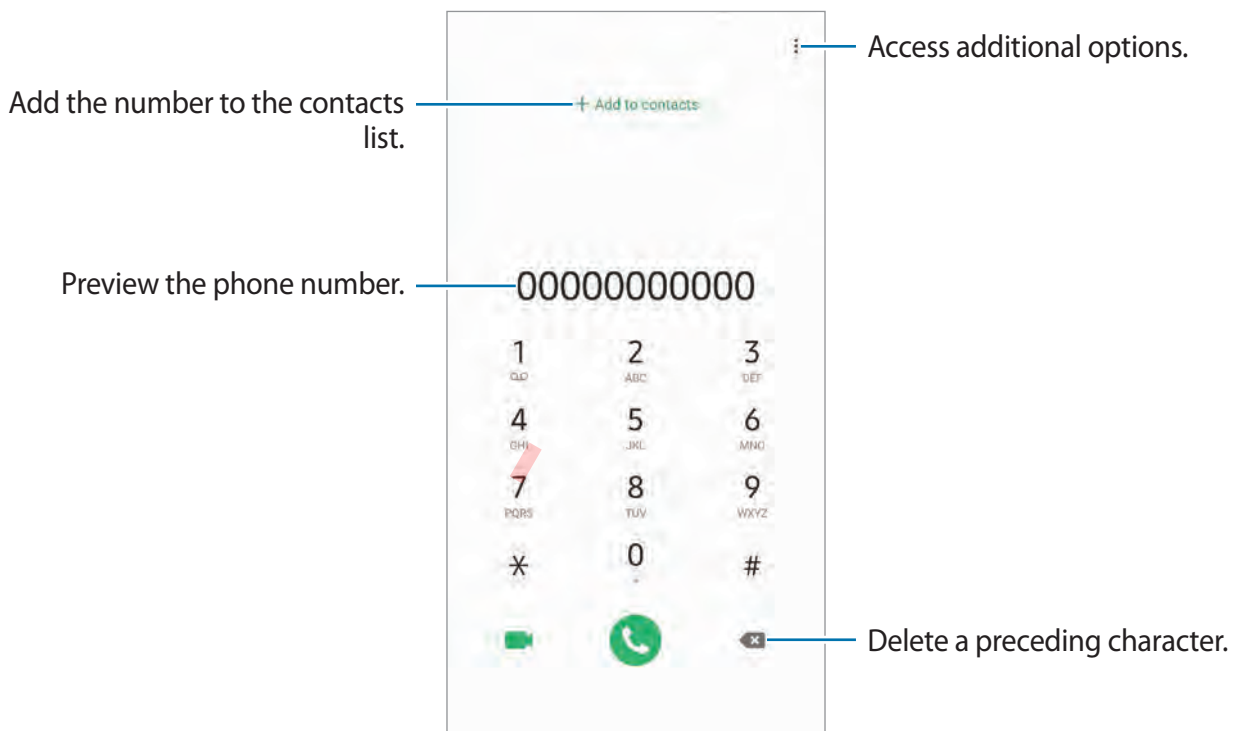 Access additional options.
Add the number to the contacts
list.
+ Add to contacts
Preview the phone number.
00000000000
1 2 3
ABC DEF
4 5 6
GHI JKL MNO
7 8 9
PQRS TUV WXYZ
* 0 #
Delete a preceding character.